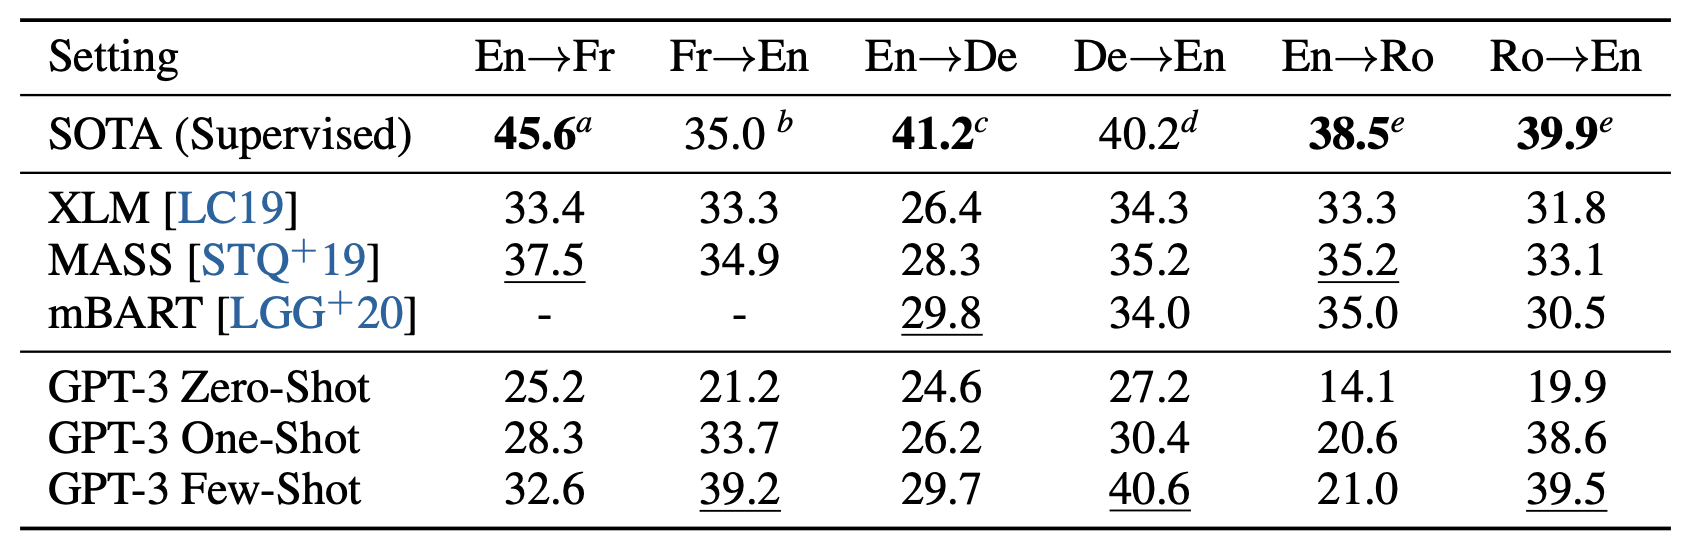 Setting En→Fr Fr→En En→De De→En En→Ro Ro→En
SOTA (Supervised) 45.6a 35.0 b 41.2c 40.2d 38.5e 39.9e
XLM [LC19] 33.4 33.3 26.4 34.3 33.3 31.8
MASS [STQ+19] 37.5 34.9 28.3 35.2 35.2 33.1
mBART [LGG+20] - - 29.8 34.0 35.0 30.5
GPT-3 Zero-Shot 25.2 21.2 24.6 27.2 14.1 19.9
GPT-3 One-Shot 28.3 33.7 26.2 30.4 20.6 38.6
GPT-3 Few-Shot 32.6 39.2 29.7 40.6 21.0 39.5